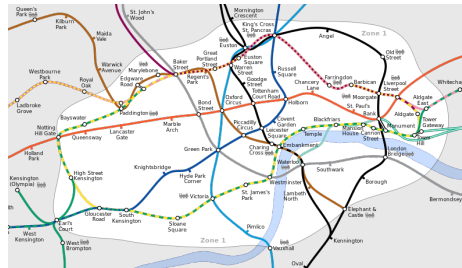 Queen's
Park
Kilburn
Park
St. John's
Wood
Mornington
Crescent
Maida
Vale
King's Cross
St. Pancras
Angel
Zone 1
Euston
Great
Portland
Street
Euston
Square
Warren
Street
Old
Street
Baker
Street
Warwick
Avenue
Marylebone
Edgware
Road
Regent's
Park
Russell
Square
Farringdon
Barbican
Liverpool
Street
Westbourne
Park
Royal
Oak
Goodge
Street
Chancery
Lane
Moorgate
Aldgate
East
Whitecha
Ladbroke
Grove
Paddington
Bond
Street
Oxford
Circus
Tottenham
Court Road
Holborn
St. Paul's
Bank
Aldgate
Bayswater
Notting
Hill Gate
Queensway
Lancaster
Gate
Marble
Arch
Piccadilly
Circus
Covent
Garden
Leicester
Square
Blackfriars
Mansion
House
Cannon
Street
Monument
Tower
Gateway
Tower
Hill
Temple
Holland
Park
Green Park
Charing
Cross
Embankment
London
Bridge
High Street
Kensington
Knightsbridge
Hyde Park
Corner
Waterloo
Southwark
Westminster
Kensington
(Olympia)
St. James's
Park
Lambeth
North
Borough
Bermondsey
Victoria
Gloucester
Road
South
Kensington
Sloane
Square
Elephant &
Castle
Earl's
Court
West
Kensington
West
Brompton
Zone 1
Pimlico
Vauxhall
Kennington
Oval